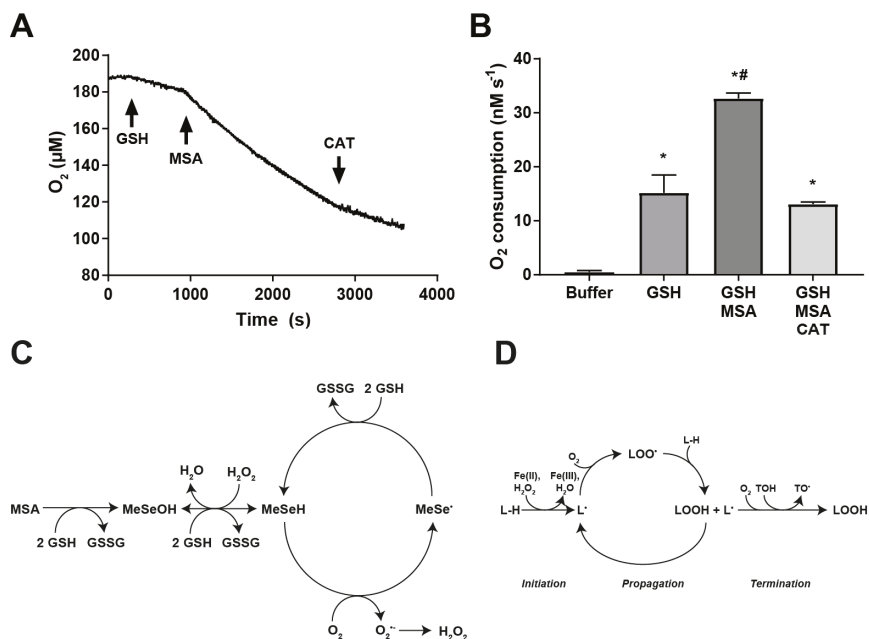 A
O₂ (µM)
200
180
160
140
120
100
80
GSH
MSA
CAT
0
1000
2000
3000
4000
Time (s)
B
O₂ consumption (nM s⁻¹)
40
30
20
10
0
*
*#
*
Buffer
GSH
GSH
MSA
GSH
MSA
CAT
C
GSSG 2 GSH
H₂O H₂O₂
MSA MeSeOH MeSeH MeSe•
2 GSH GSSG 2 GSH GSSG
O₂ O₂•− H₂O₂
D
L-H
O₂ LOO•
Fe(II), Fe(III),
H₂O₂ H₂O O₂ TOH TO•
L-H L• LOOH + L• LOOH
Initiation Propagation Termination